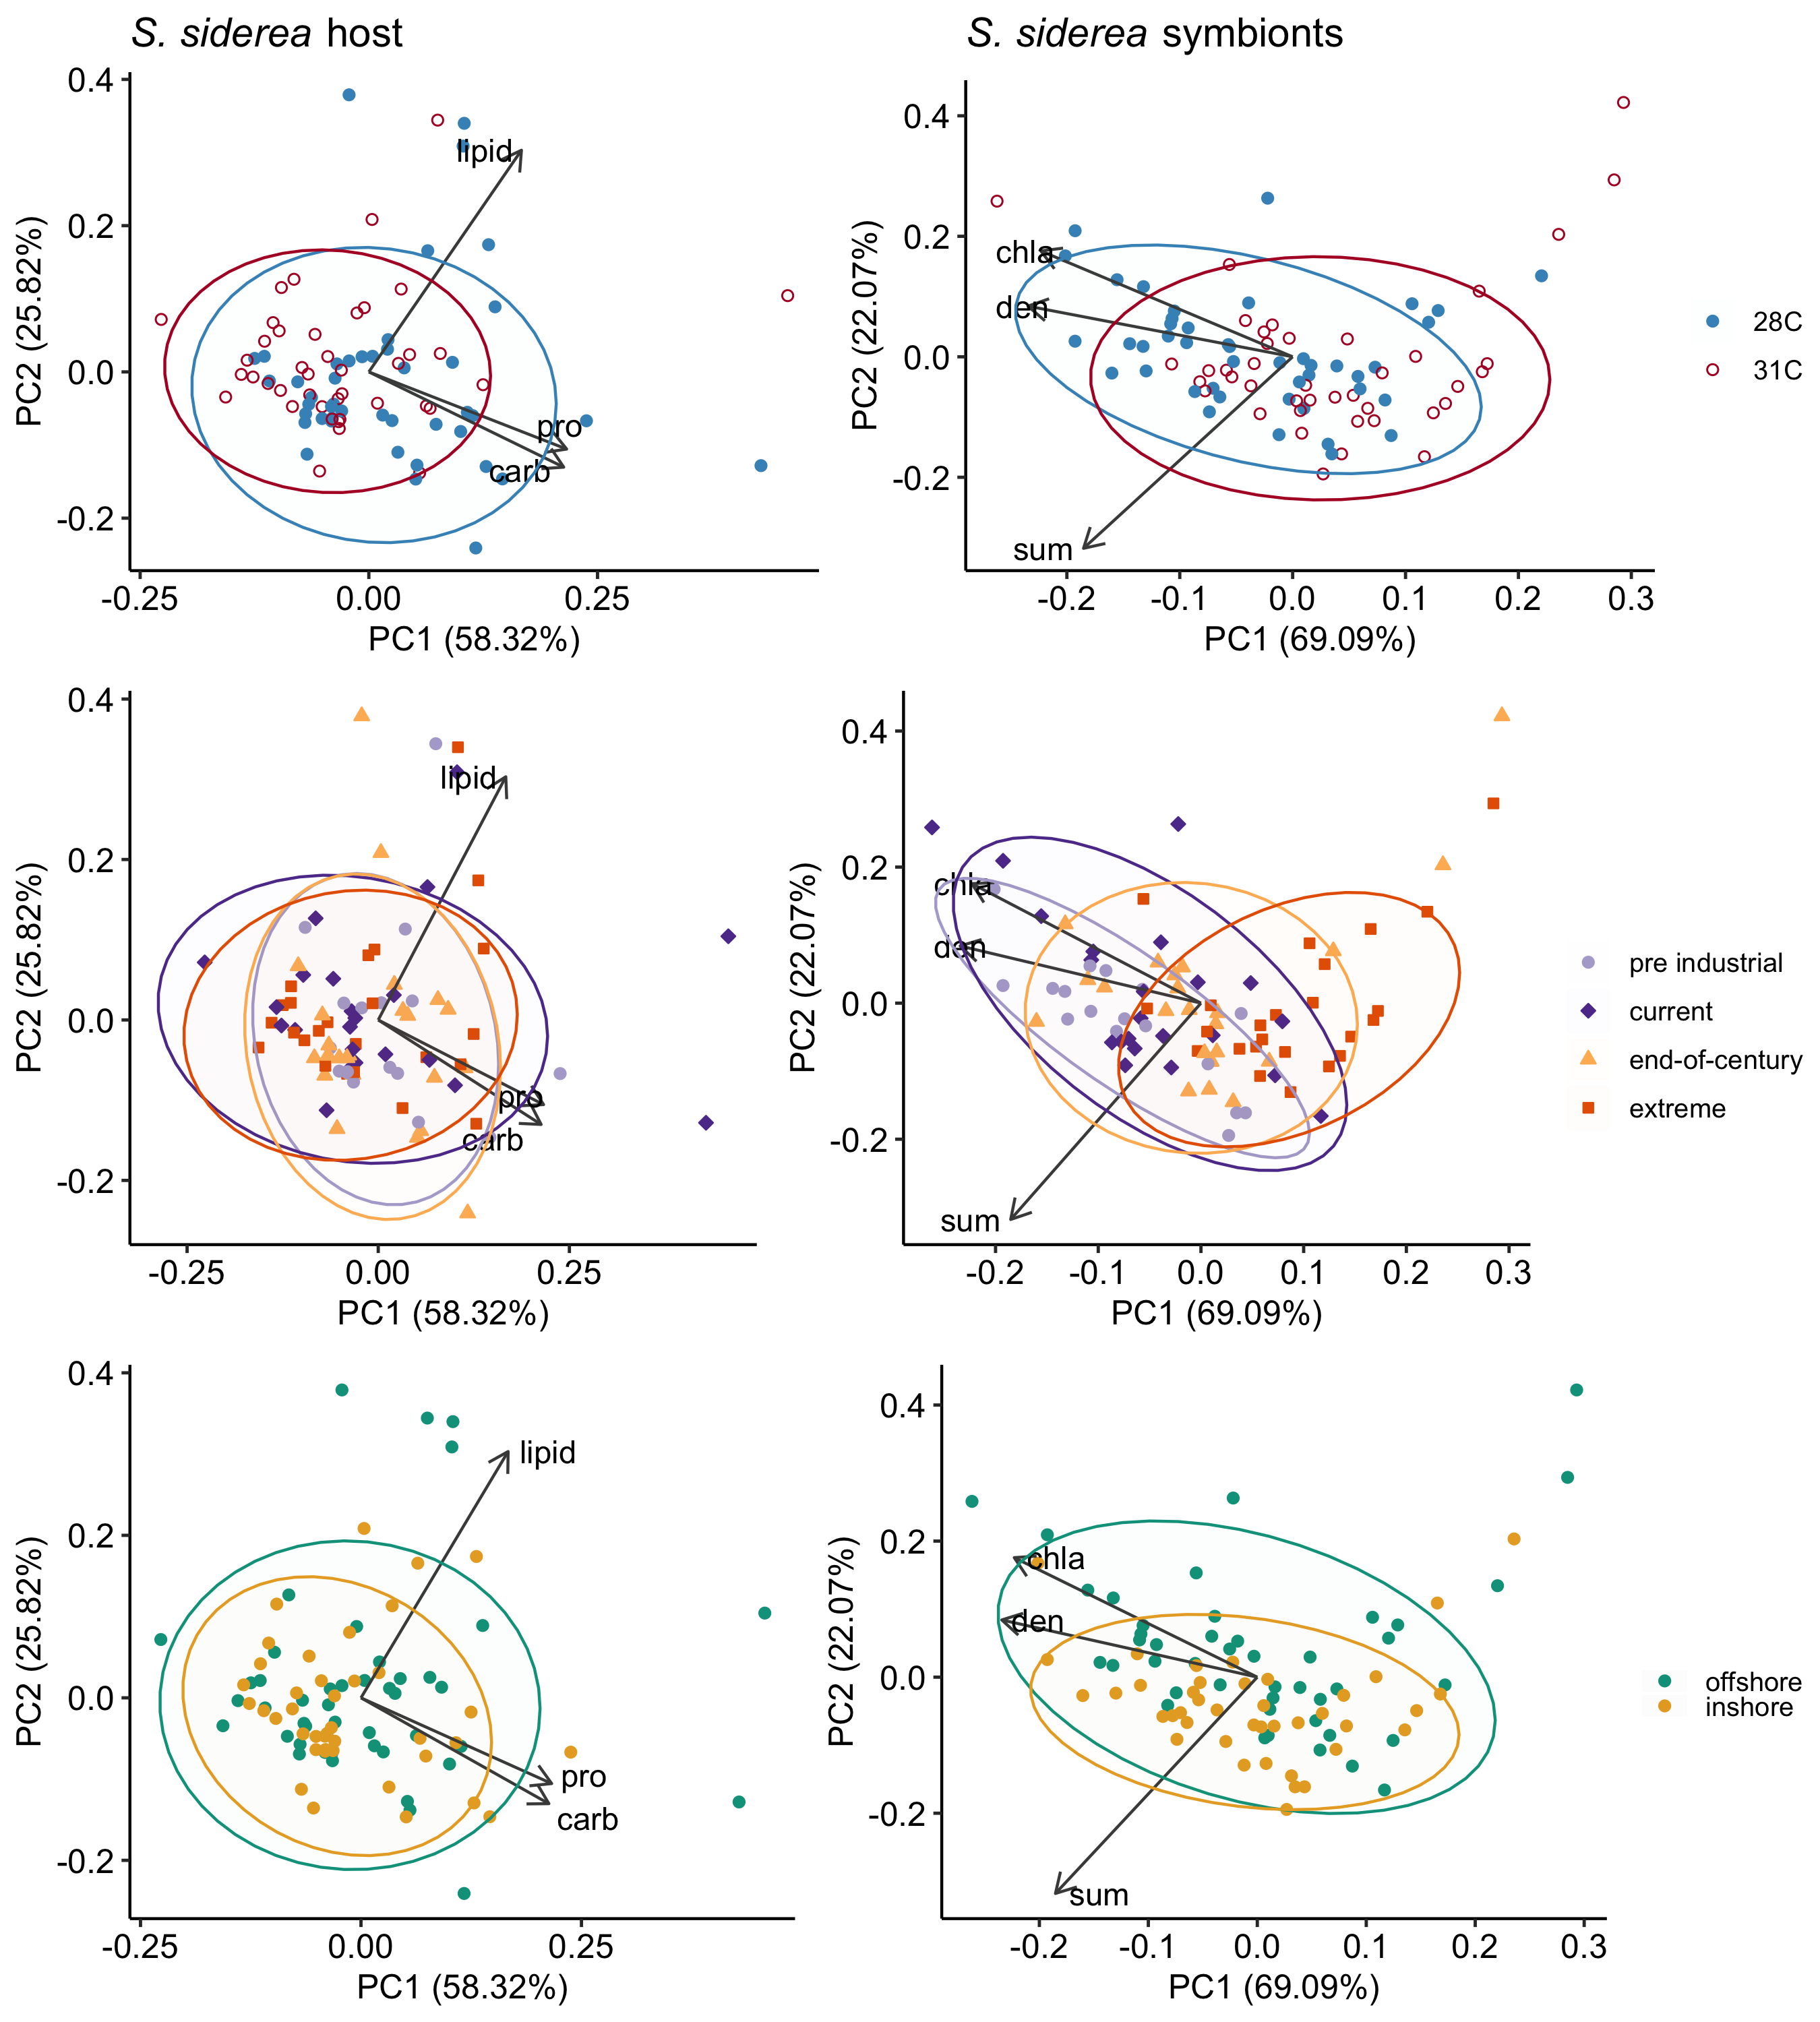 S. siderea host
S. siderea symbionts
0.4
0.2
0.0
-0.2
PC2 (25.82%)
lipid
pro
carb
-0.25
0.00
0.25
PC1 (58.32%)
0.4
0.2
0.0
-0.2
PC2 (22.07%)
chla
den
sum
-0.2
-0.1
0.0
0.1
0.2
0.3
PC1 (69.09%)
28C
31C
0.4
0.2
0.0
-0.2
PC2 (25.82%)
lipid
pro
carb
-0.25
0.00
0.25
PC1 (58.32%)
0.4
0.2
0.0
-0.2
PC2 (22.07%)
chla
den
sum
-0.2
-0.1
0.0
0.1
0.2
0.3
PC1 (69.09%)
pre industrial
current
end-of-century
extreme
0.4
0.2
0.0
-0.2
PC2 (25.82%)
lipid
pro
carb
-0.25
0.00
0.25
PC1 (58.32%)
0.4
0.2
0.0
-0.2
PC2 (22.07%)
chla
den
sum
-0.2
-0.1
0.0
0.1
0.2
0.3
PC1 (69.09%)
offshore
inshore